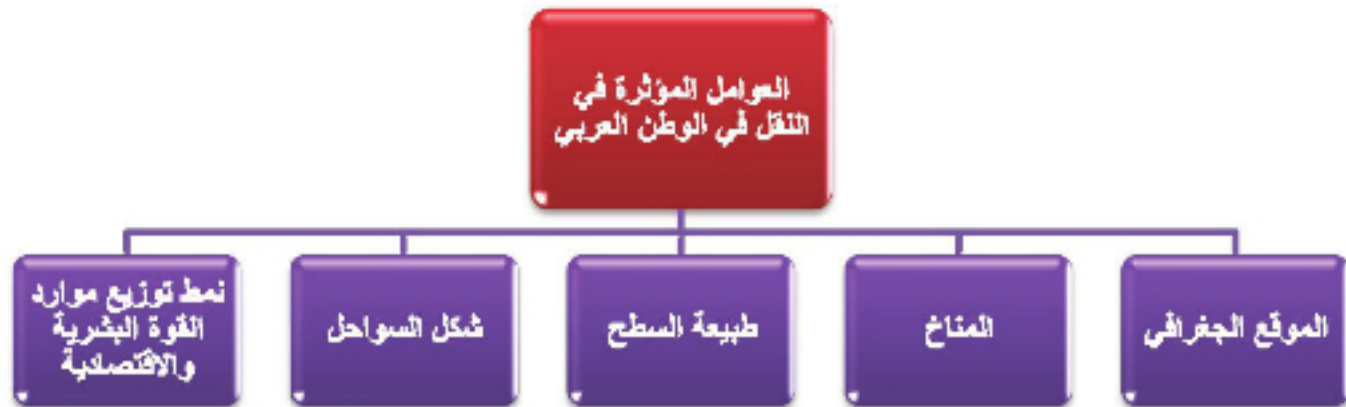 العوامل المؤثرة في
النقل في الوطن العربي
الموقع الجغرافي
المناخ
طبيعة السطح
شكل السواحل
نمط توزيع موارد
القوة البشرية
والاقتصادية